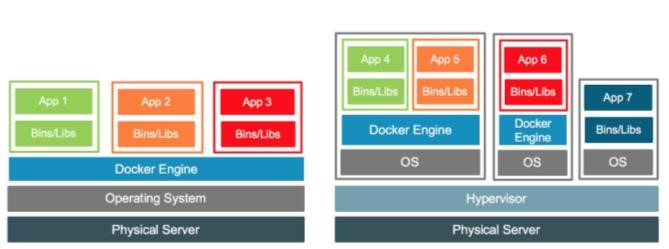 App 1
Bins/Libs
App 2
Bins/Libs
App 3
Bins/Libs
Docker Engine
Operating System
Physical Server
App 4
Bins/Libs
App 5
Bins/Libs
Docker Engine
OS
App 6
Bins/Libs
Docker
Engine
OS
App 7
Bins/Libs
OS
Hypervisor
Physical Server